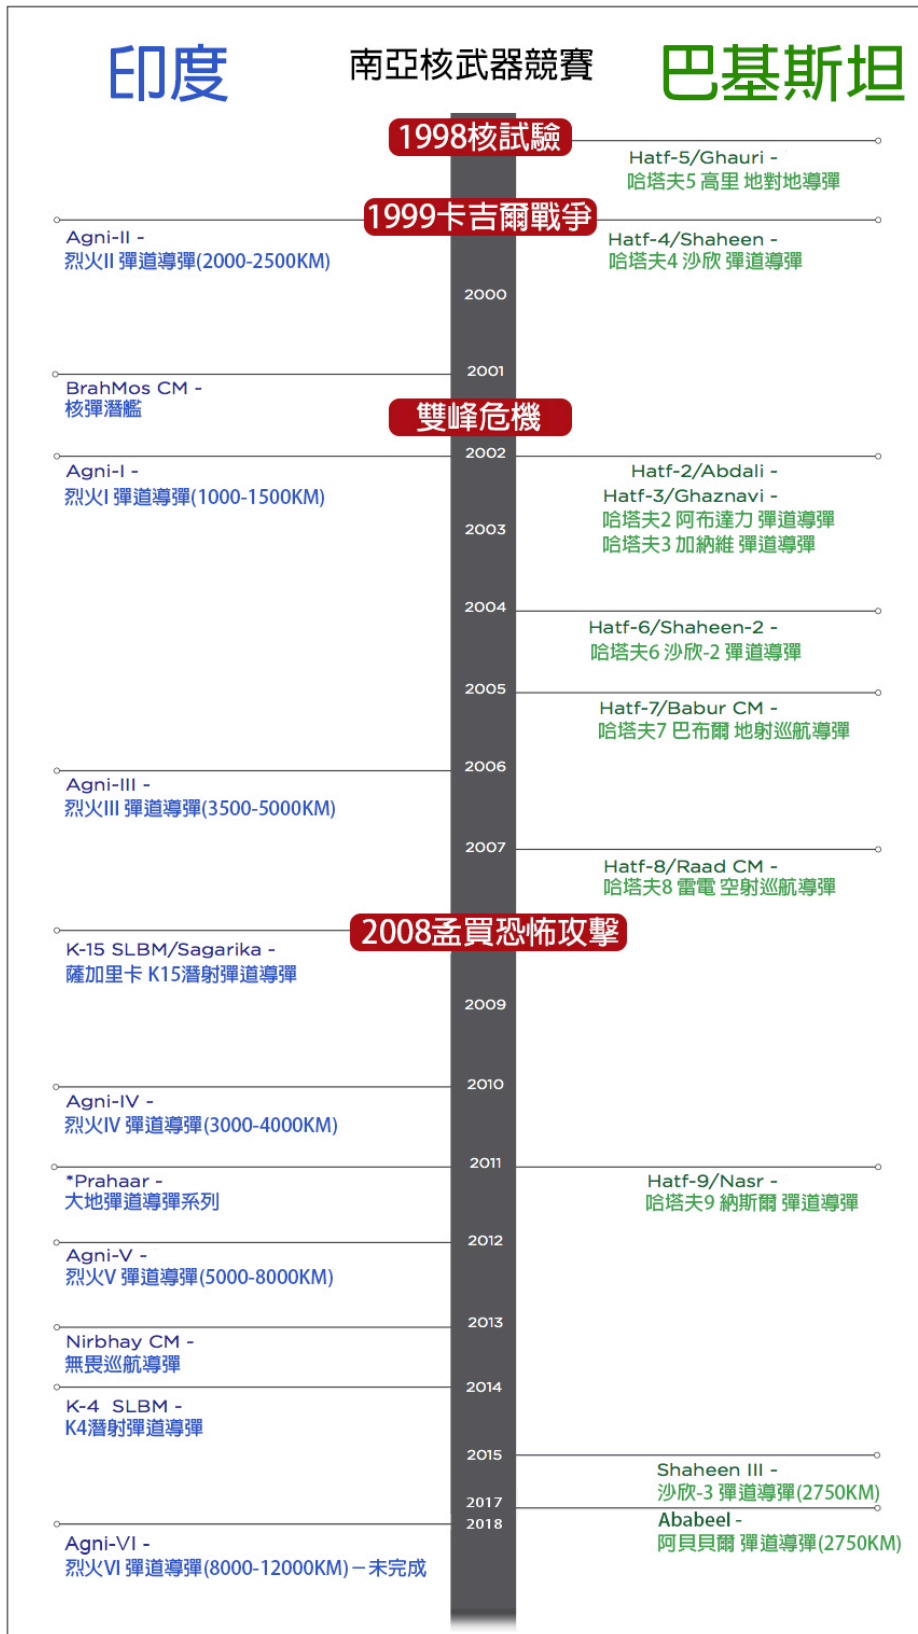 印度
南亞核武器競賽
巴基斯坦
1998核試驗
Hatf-5/Ghauri -
哈塔夫5 高里 地對地導彈
1999卡吉爾戰爭
Agni-II -
烈火II 彈道導彈(2000-2500KM)
Hatf-4/Shaheen -
哈塔夫4 沙欣 彈道導彈
2000
2001
BrahMos CM -
核彈潛艦
雙峰危機
2002
Agni-I -
烈火I 彈道導彈(1000-1500KM)
Hatf-2/Abdali -
Hatf-3/Ghaznavi -
哈塔夫2 阿布達力 彈道導彈
哈塔夫3 加納維 彈道導彈
2003
2004
Hatf-6/Shaheen-2 -
哈塔夫6 沙欣-2 彈道導彈
2005
Hatf-7/Babur CM -
哈塔夫7 巴布爾 地射巡航導彈
2006
Agni-III -
烈火III 彈道導彈(3500-5000KM)
2007
Hatf-8/Raad CM -
哈塔夫8 雷電 空射巡航導彈
2008孟買恐怖攻擊
K-15 SLBM/Sagarika -
薩加里卡 K15潛射彈道導彈
2009
2010
Agni-IV -
烈火IV 彈道導彈(3000-4000KM)
2011
*Prahaar -
大地彈道導彈系列
Hatf-9/Nasr -
哈塔夫9 納斯爾 彈道導彈
2012
Agni-V -
烈火V 彈道導彈(5000-8000KM)
2013
Nirbhay CM -
無畏巡航導彈
2014
K-4 SLBM -
K4潛射彈道導彈
2015
Shaheen III -
沙欣-3 彈道導彈(2750KM)
2017
Ababeel -
阿貝貝爾 彈道導彈(2750KM)
2018
Agni-VI -
烈火VI 彈道導彈(8000-12000KM)－未完成